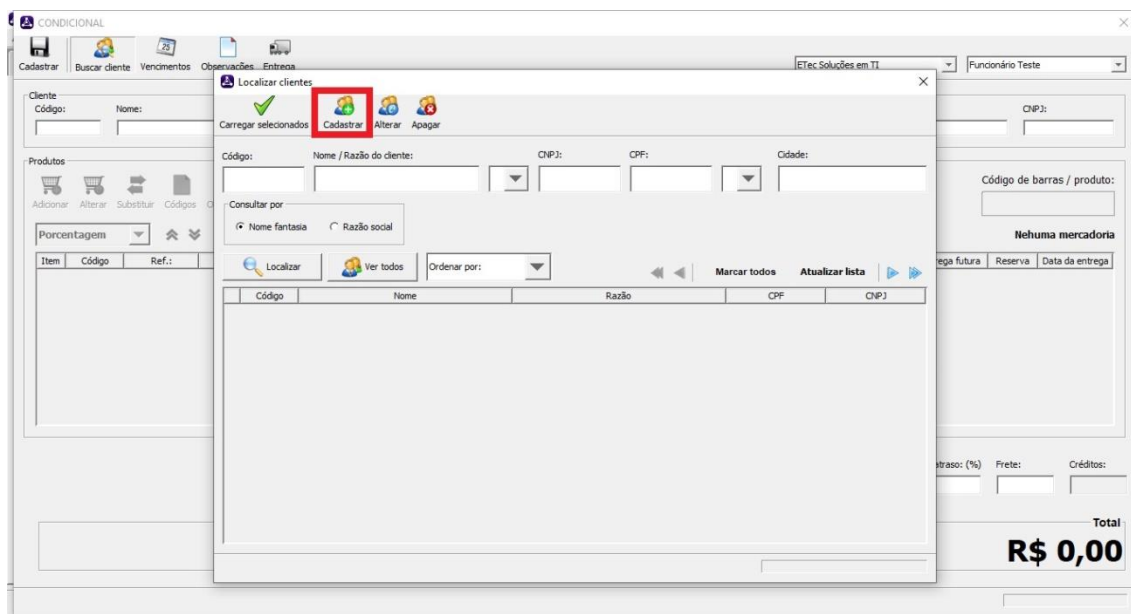 CONDICIONAL
Cadastrar Buscar cliente Vencimentos Observações Entrega
ETec Soluções em TI Funcionário Teste
Cliente
Código: Nome: CNPJ:
Produtos
Adicionar Alterar Substituir Códigos
Código de barras / produto:
Porcentagem
Nehuma mercadoria
Item Código Ref.: Reserva Data da entrega
Localizar clientes
Carregar selecionados Cadastrar Alterar Apagar
Código: Nome / Razão do cliente: CNPJ: CPF: Cidade:
Consultar por
Nome fantasia Razão social
Localizar Ver todos Ordenar por: Marcar todos Atualizar lista
Código Nome Razão CPF CNPJ
atraso: (%) Frete: Créditos:
Total
R$ 0,00